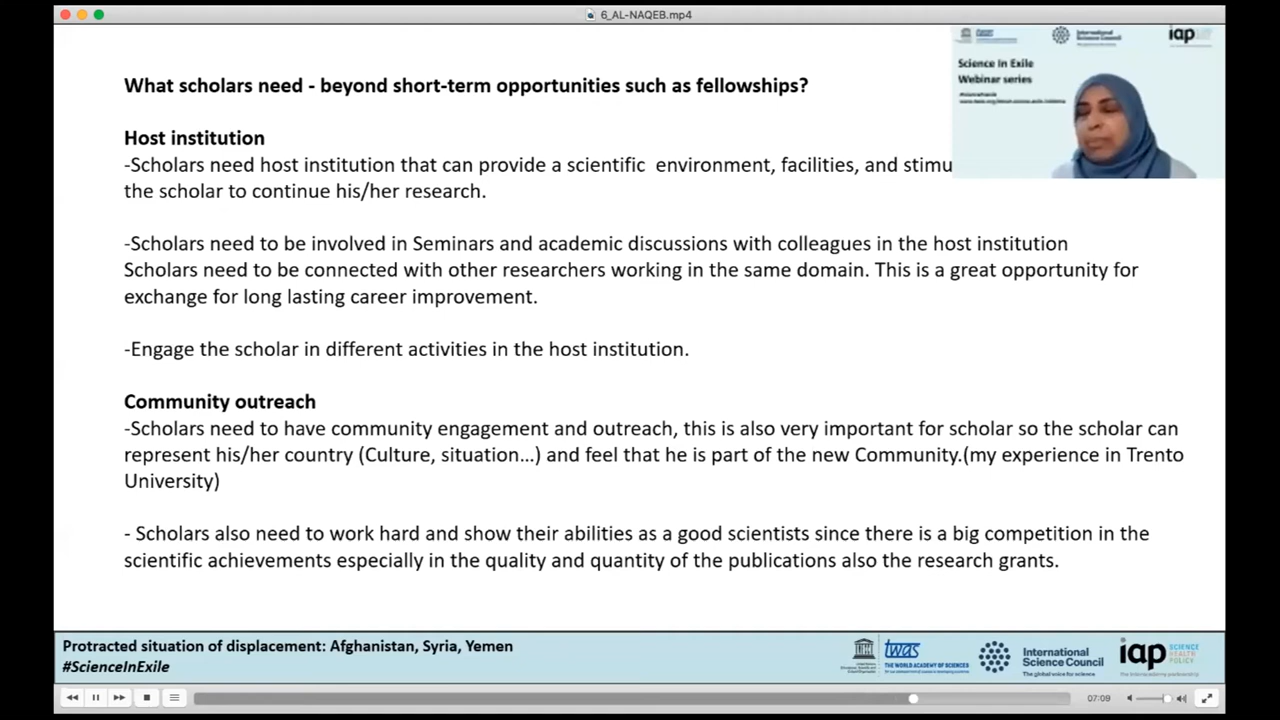 6_AL-NAQEB.mp4
What scholars need - beyond short-term opportunities such as fellowships?
International
Science Council
iap
Science In Exile
Webinar series
Host institution
-Scholars need host institution that can provide a scientific environment, facilities, and stimu
the scholar to continue his/her research.
-Scholars need to be involved in Seminars and academic discussions with colleagues in the host institution
Scholars need to be connected with other researchers working in the same domain. This is a great opportunity for
exchange for long lasting career improvement.
-Engage the scholar in different activities in the host institution.
Community outreach
-Scholars need to have community engagement and outreach, this is also very important for scholar so the scholar can
represent his/her country (Culture, situation...) and feel that he is part of the new Community.(my experience in Trento
University)
- Scholars also need to work hard and show their abilities as a good scientists since there is a big competition in the
scientific achievements especially in the quality and quantity of the publications also the research grants.
Protracted situation of displacement: Afghanistan, Syria, Yemen
#ScienceInExile
twas
THE WORLD ACADEMY OF SCIENCES
International
Science Council
The global voice for science
iap
SCIENCE
HEALTH
POLICY
07:09